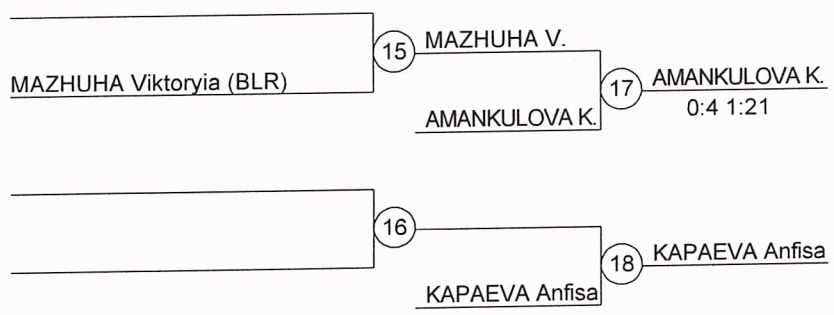 15
MAZHUHA V.
MAZHUHA Viktoryia (BLR)
17
AMANKULOVA K.
0:4 1:21
AMANKULOVA K.
16
18
KAPAEVA Anfisa
KAPAEVA Anfisa